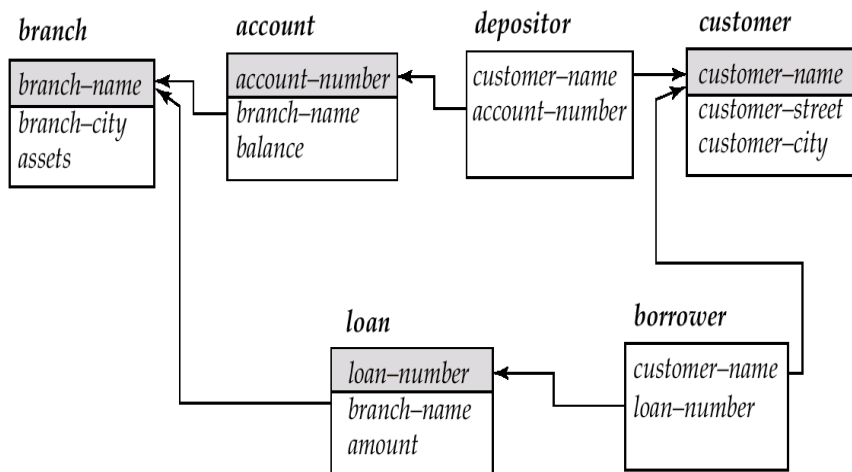 branch
branch–name
branch–city
assets
account
account–number
branch–name
balance
depositor
customer–name
account–number
customer
customer–name
customer–street
customer–city
loan
loan–number
branch–name
amount
borrower
customer–name
loan–number